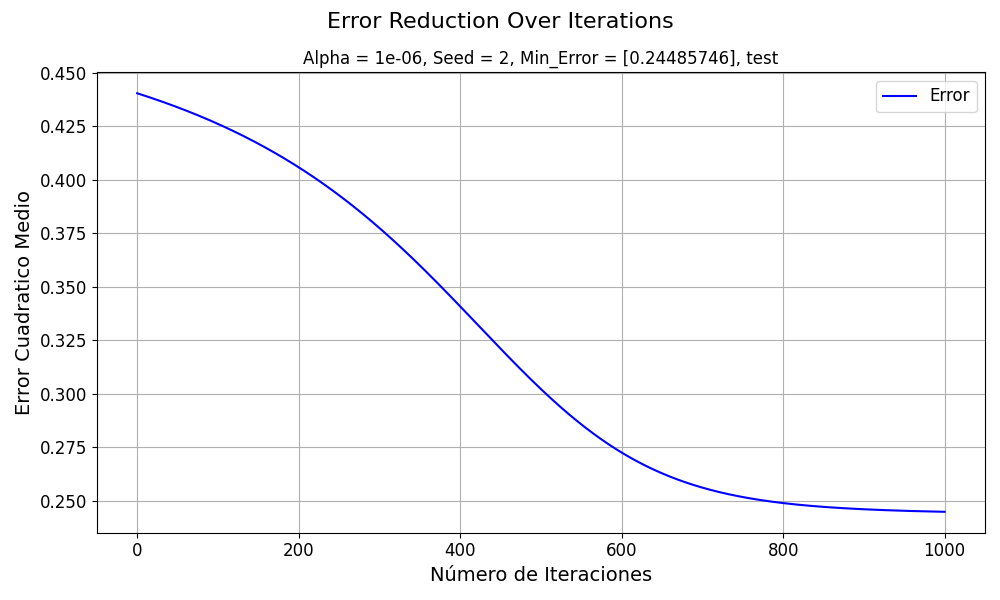 Error Reduction Over Iterations
Alpha = 1e-06, Seed = 2, Min_Error = [0.24485746], test
Error
Error Cuadratico Medio
0.450
0.425
0.400
0.375
0.350
0.325
0.300
0.275
0.250
0 200 400 600 800 1000
Número de Iteraciones